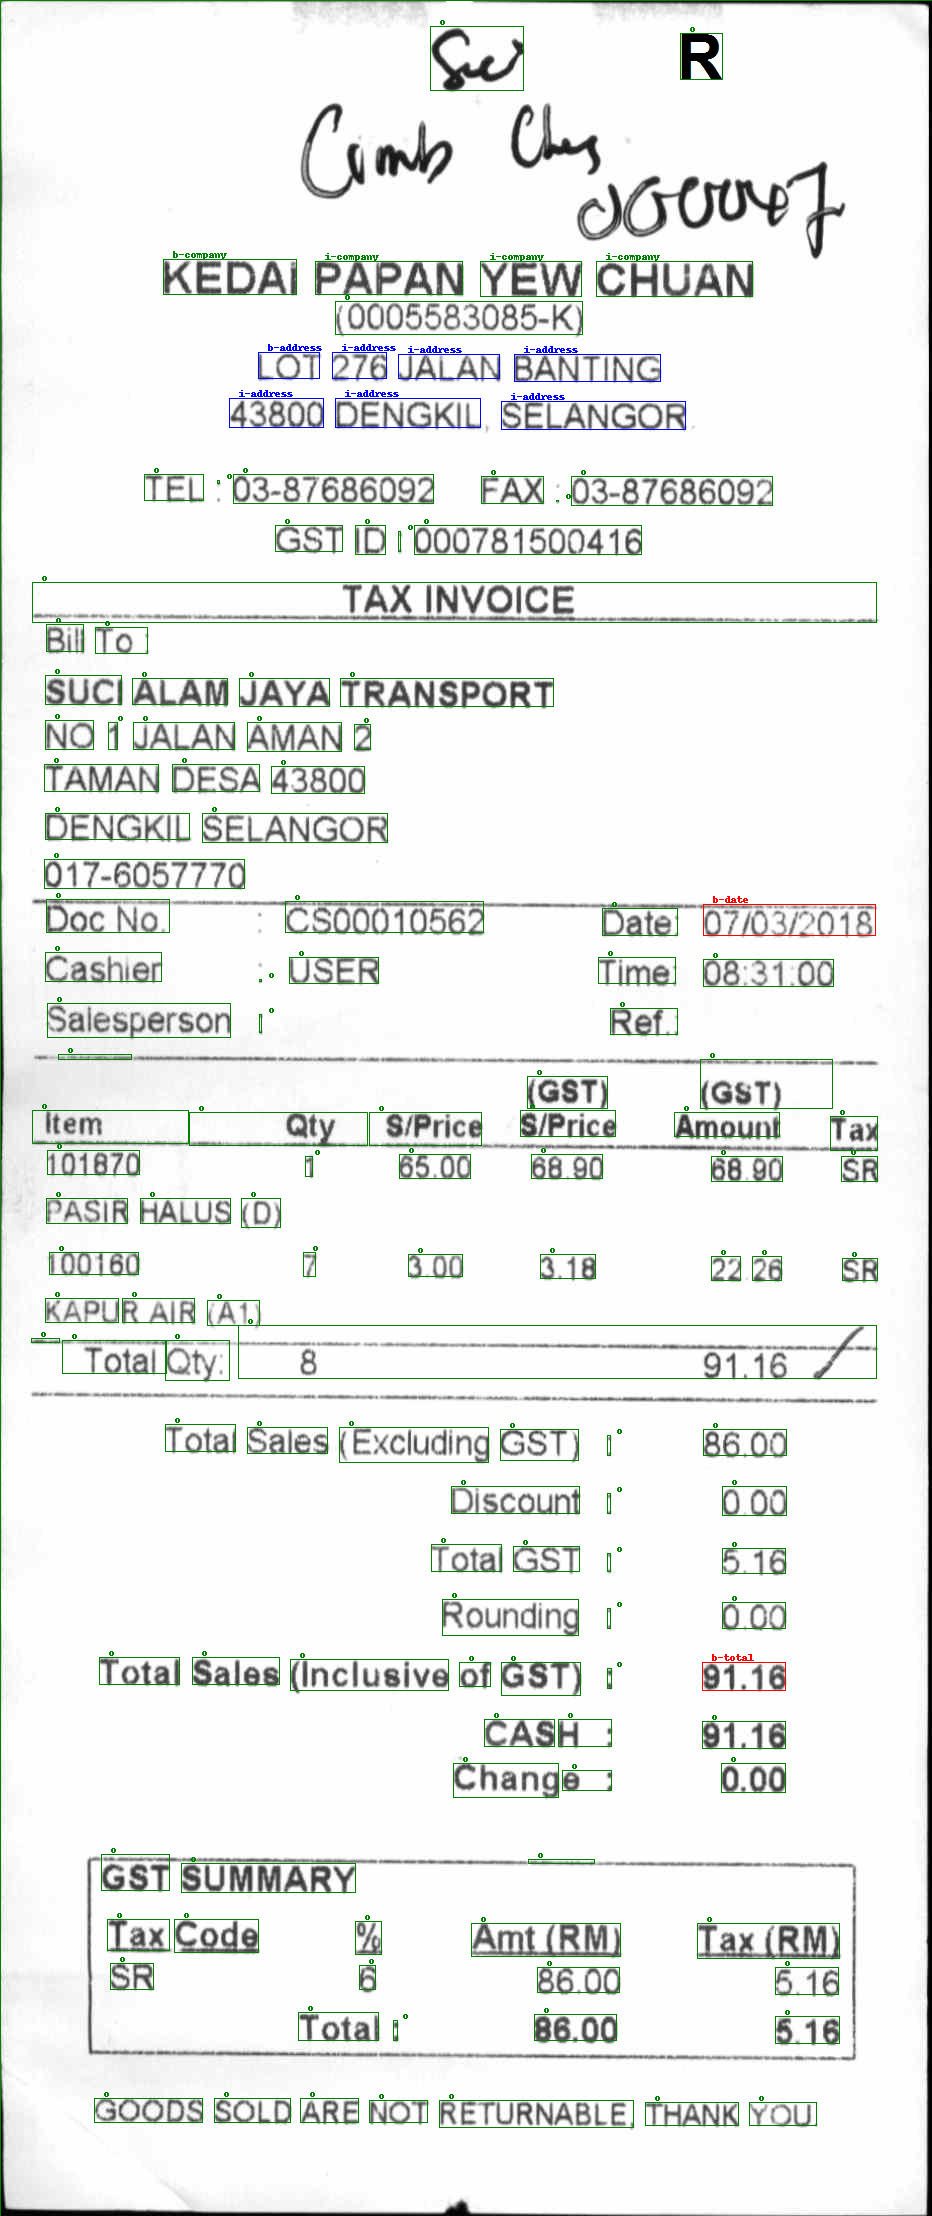 R
b-company i-company i-company i-company
KEDAI PAPAN YEW CHUAN
(0005583085-K)
b-address i-address i-address i-address
LOT 276 JALAN BANTING
i-address i-address i-address
43800 DENGKIL, SELANGOR.
TEL : 03-87686092 FAX : 03-87686092
GST ID : 000781500416
TAX INVOICE
Bill To :
SUCI ALAM JAYA TRANSPORT
NO 1 JALAN AMAN 2
TAMAN DESA 43800
DENGKIL SELANGOR
017-6057770
b-date
Doc No. : CS00010562 Date: 07/03/2018
Cashier : USER Time: 08:31:00
Salesperson : Ref.:
(GST) (GST)
Item Qty S/Price S/Price Amount Tax
101870 1 65.00 68.90 68.90 SR
PASIR HALUS (D)
100160 7 3.00 3.18 22.26 SR
KAPUR AIR (A1)
Total Qty: 8 91.16
Total Sales (Excluding GST) : 86.00
Discount : 0.00
Total GST : 5.16
Rounding : 0.00
b-total
Total Sales (Inclusive of GST) : 91.16
CASH : 91.16
Change : 0.00
GST SUMMARY
Tax Code % Amt (RM) Tax (RM)
SR 6 86.00 5.16
Total : 86.00 5.16
GOODS SOLD ARE NOT RETURNABLE, THANK YOU.